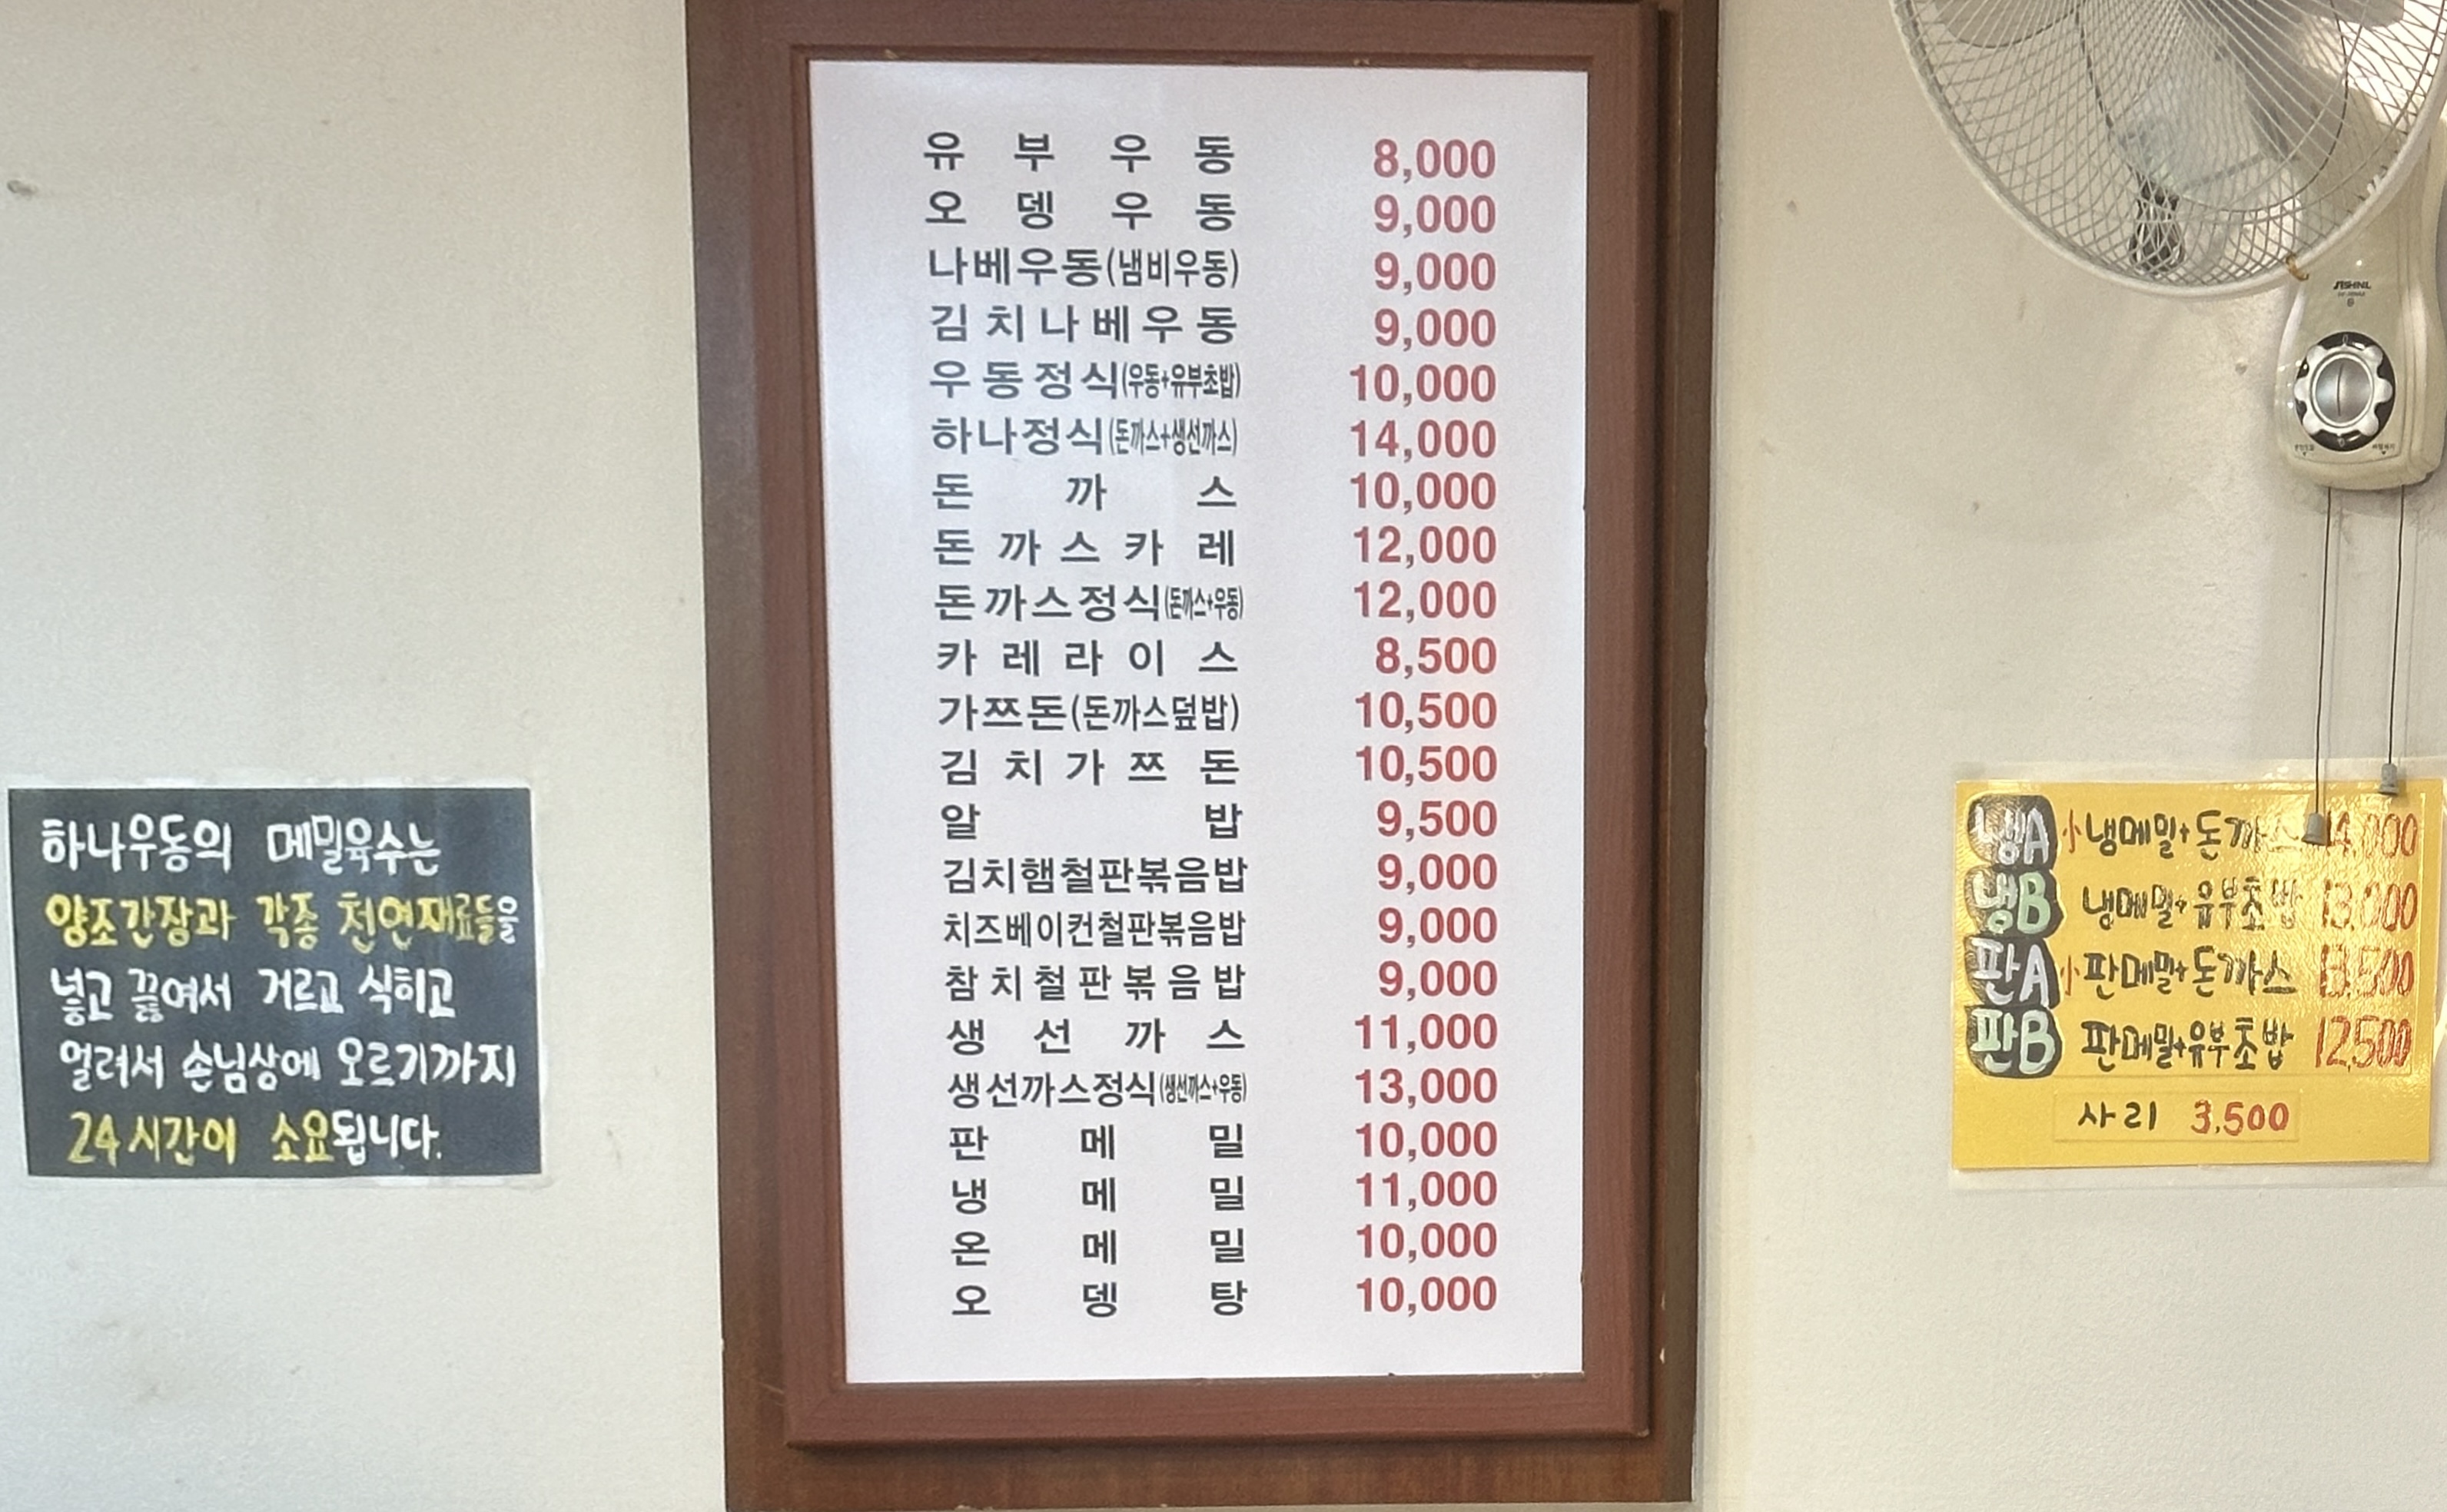 하나우동의 메밀육수는
양조간장과 각종 천연재료들을
넣고 끓여서 거르고 식히고
얼려서 손님상에 오르기까지
24시간이 소요됩니다.
유부우동 8,000
오뎅우동 9,000
나베우동(냄비우동) 9,000
김치나베우동 9,000
우동정식(우동+유부초밥) 10,000
하나정식(돈까스+생선까스) 14,000
돈까스 10,000
돈까스카레 12,000
돈까스정식(돈까스+우동) 12,000
카레라이스 8,500
가쯔돈(돈까스덮밥) 10,500
김치가쯔돈 10,500
알밥 9,500
김치햄철판볶음밥 9,000
치즈베이컨철판볶음밥 9,000
참치철판볶음밥 9,000
생선까스 11,000
생선까스정식(생선까스+우동) 13,000
판메밀 10,000
냉메밀 11,000
온메밀 10,000
오뎅탕 10,000
냉A 小냉메밀+돈까스 14,000
냉B 냉메밀+유부초밥 13,000
판A 小판메밀+돈까스 13,500
판B 판메밀+유부초밥 12,500
사리 3,500